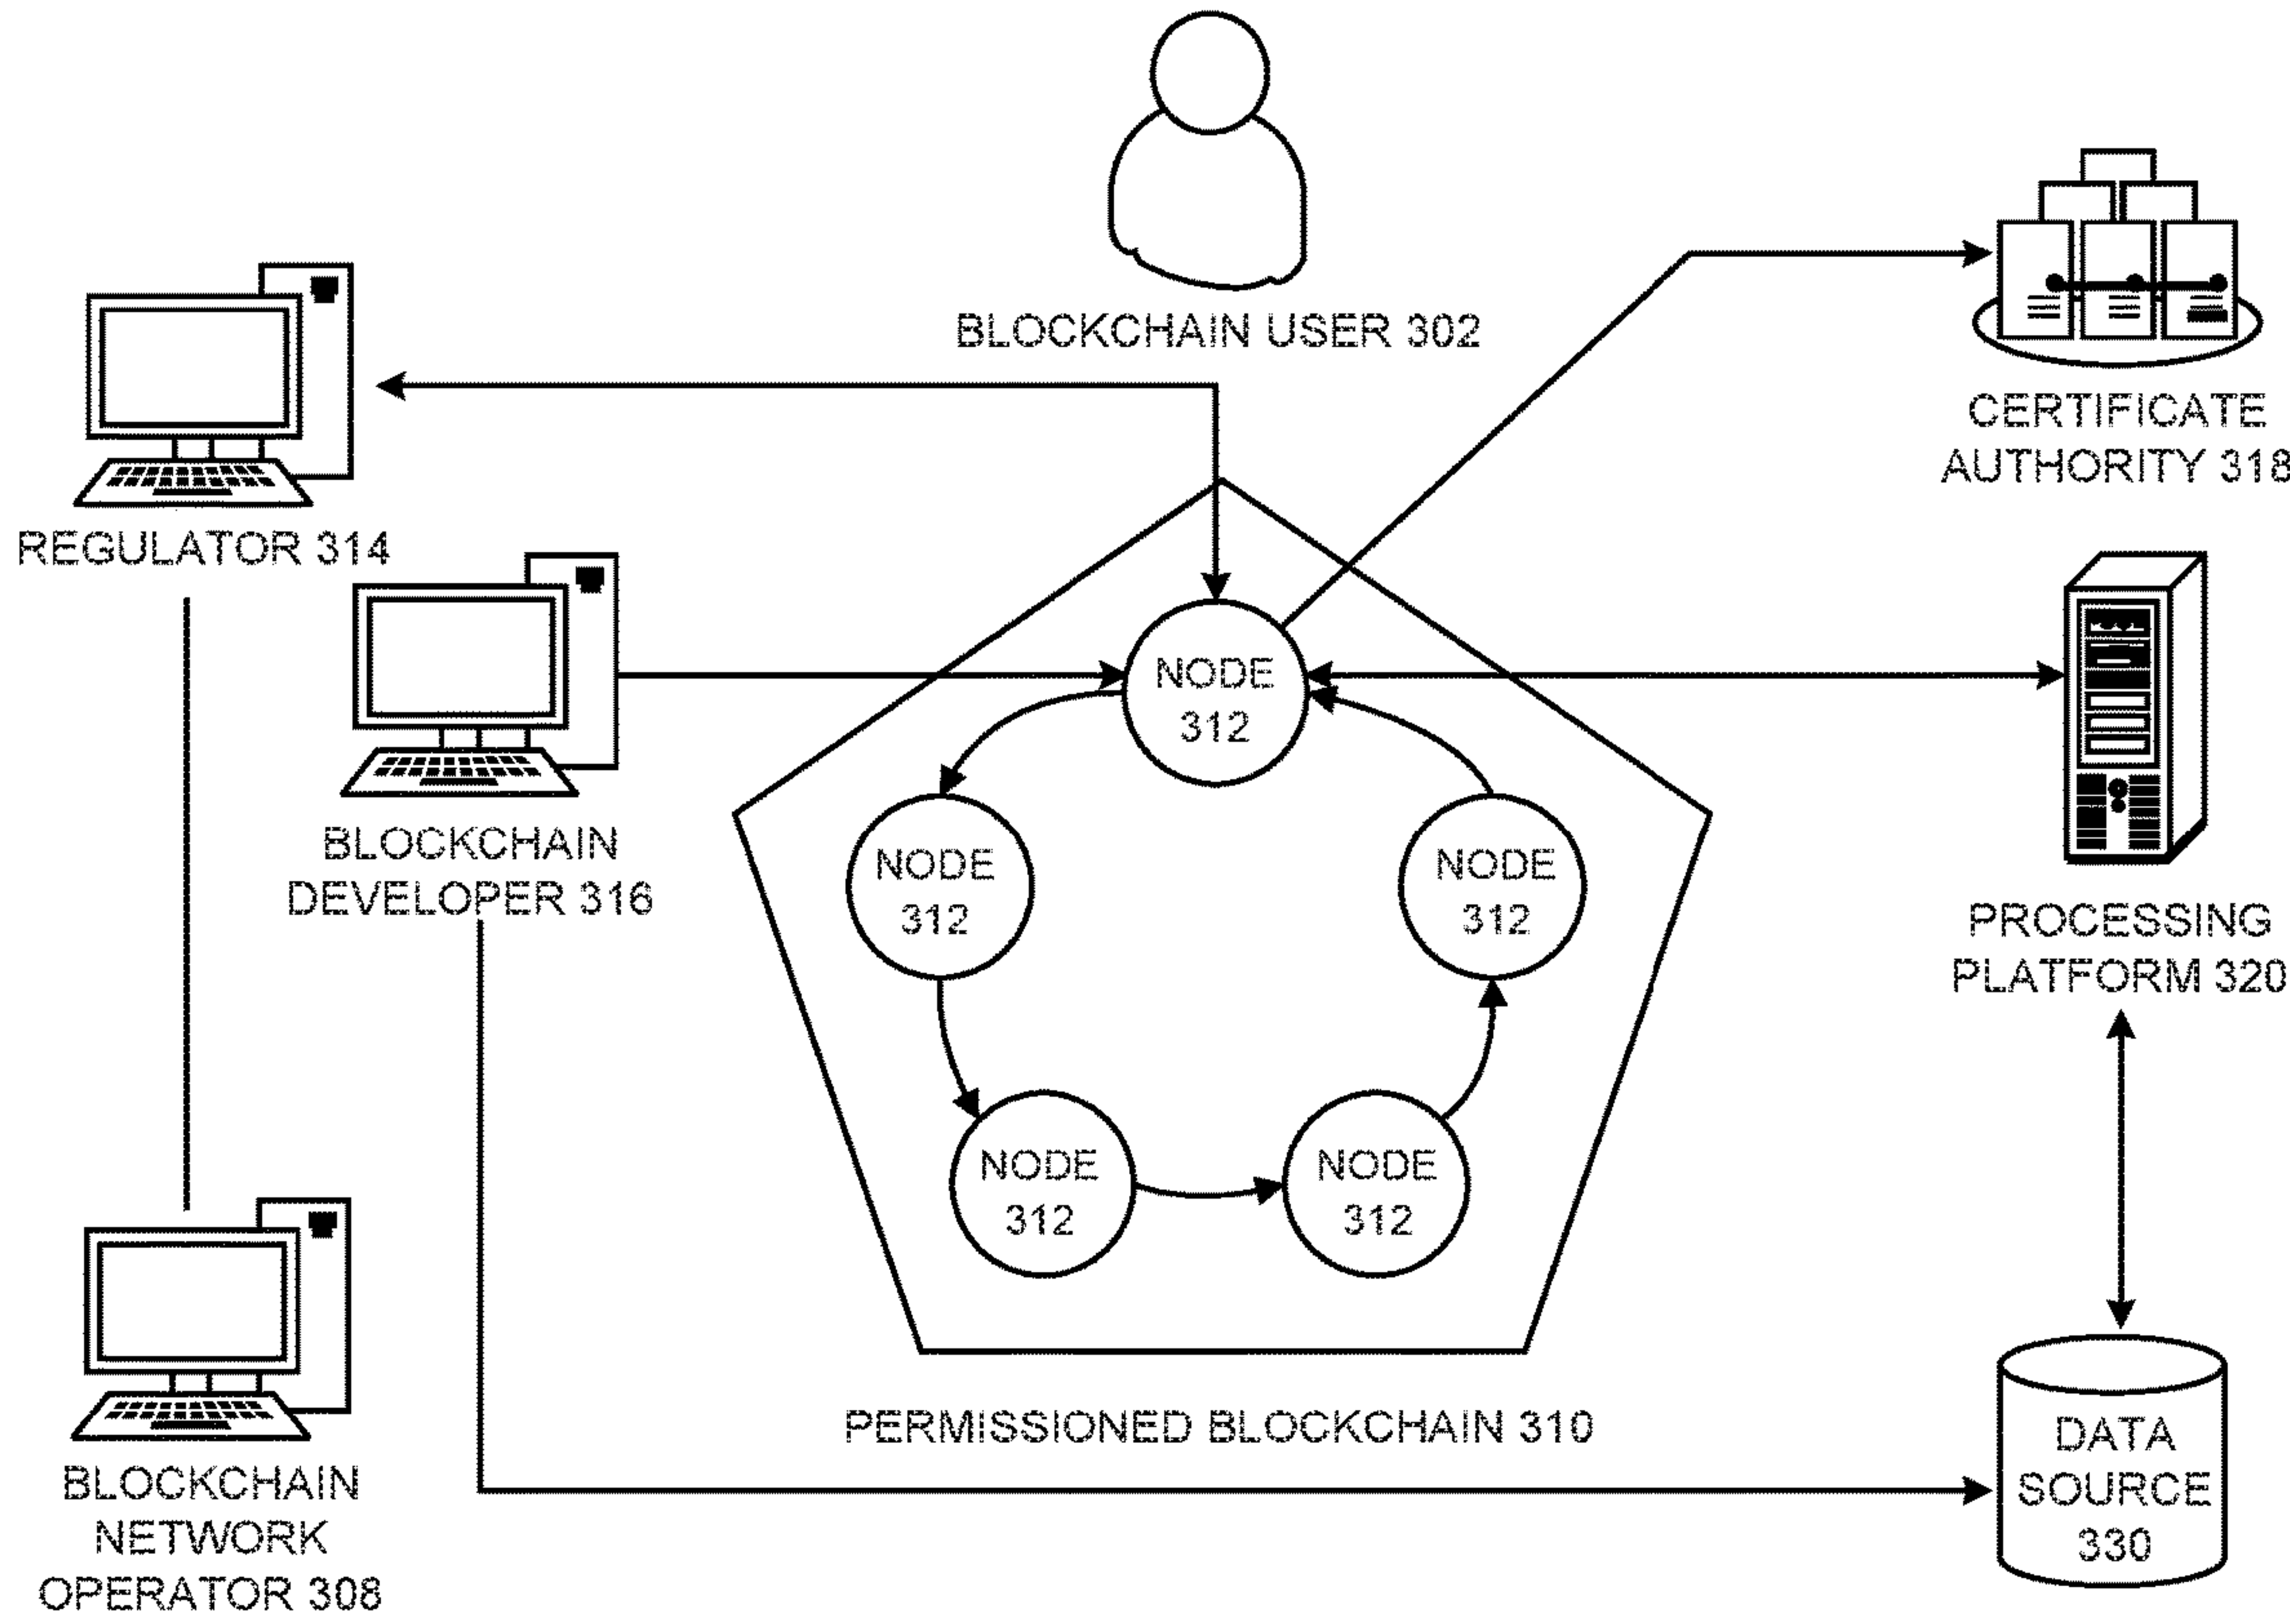 BLOCKCHAIN USER 302
CERTIFICATE
AUTHORITY 318
REGULATOR 314
NODE
312
BLOCKCHAIN
DEVELOPER 316
NODE
312
NODE
312
PROCESSING
PLATFORM 320
NODE
312
NODE
312
PERMISSIONED BLOCKCHAIN 310
DATA
SOURCE
330
BLOCKCHAIN
NETWORK
OPERATOR 308